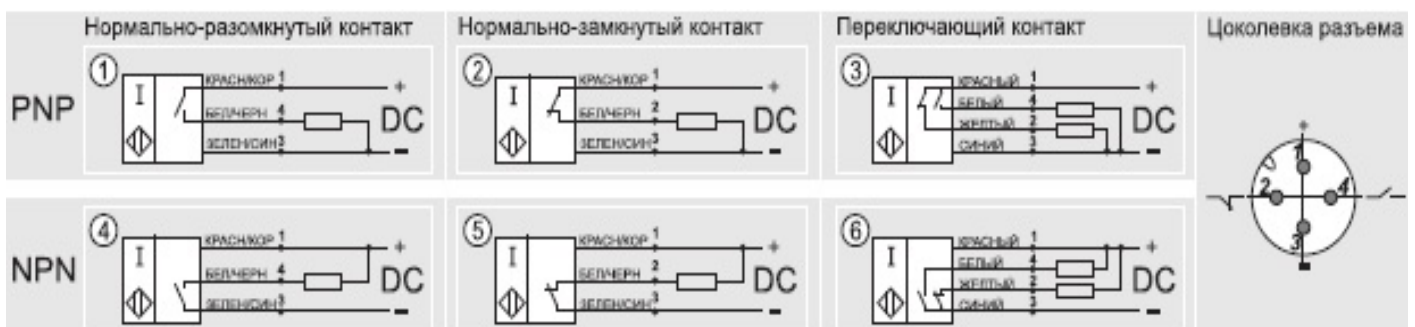 Нормально-разомкнутый контакт
Нормально-замкнутый контакт
Переключающий контакт
Цоколевка разъема
PNP
1
I
КРАСН/КОР 1
БЕЛ/ЧЕРН 4
ЗЕЛЕН/СИН 3
+
DC
-
2
I
КРАСН/КОР 1
БЕЛ/ЧЕРН 2
ЗЕЛЕН/СИН 3
+
DC
-
3
I
КРАСНЫЙ 1
БЕЛЫЙ 4
ЖЕЛТЫЙ 2
СИНИЙ 3
+
DC
-
NPN
4
I
КРАСН/КОР 1
БЕЛ/ЧЕРН 4
ЗЕЛЕН/СИН 3
+
DC
-
5
I
КРАСН/КОР 1
БЕЛ/ЧЕРН 2
ЗЕЛЕН/СИН 3
+
DC
-
6
I
КРАСНЫЙ 1
БЕЛЫЙ 4
ЖЕЛТЫЙ 2
СИНИЙ 3
+
DC
-
+
1
2
4
3
-